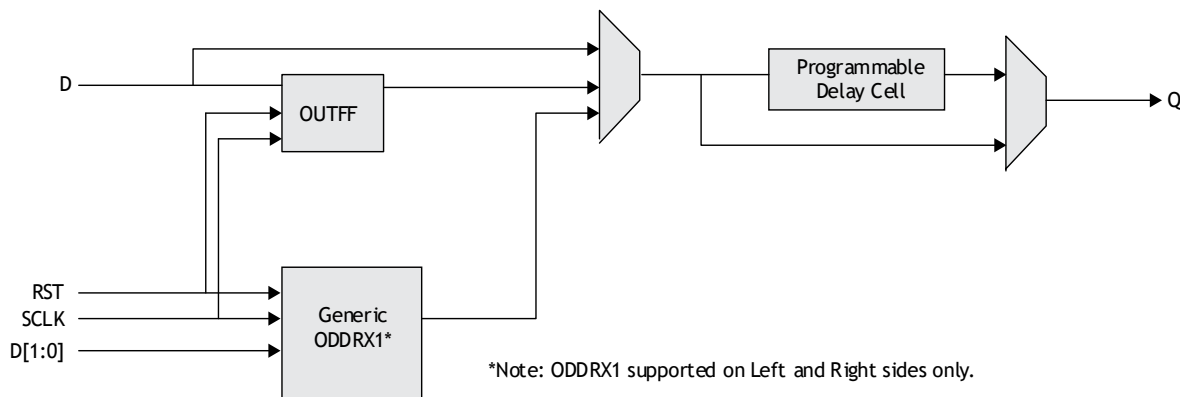 D
OUTFF
Programmable
Delay Cell
Q
RST
SCLK
D[1:0]
Generic
ODDRX1*
*Note: ODDRX1 supported on Left and Right sides only.